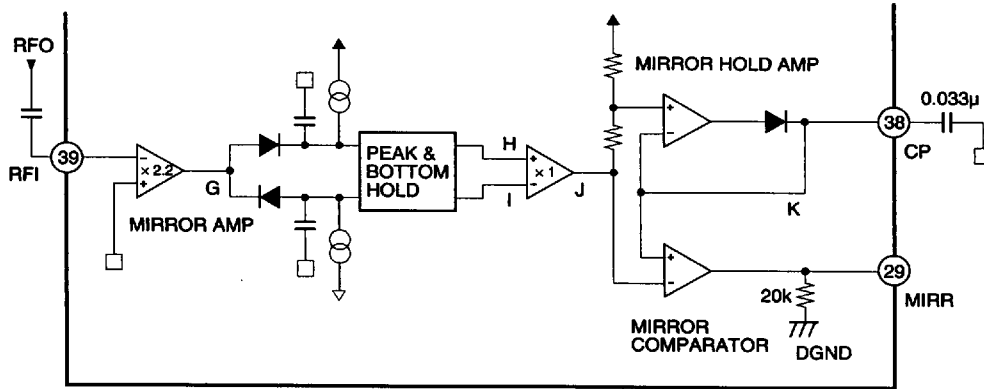 RFO
39
RFI
× 2.2
MIRROR AMP
G
PEAK &
BOTTOM
HOLD
H
I
× 1
J
MIRROR HOLD AMP
K
38
CP
0.033μ
MIRROR
COMPARATOR
20k
DGND
29
MIRR